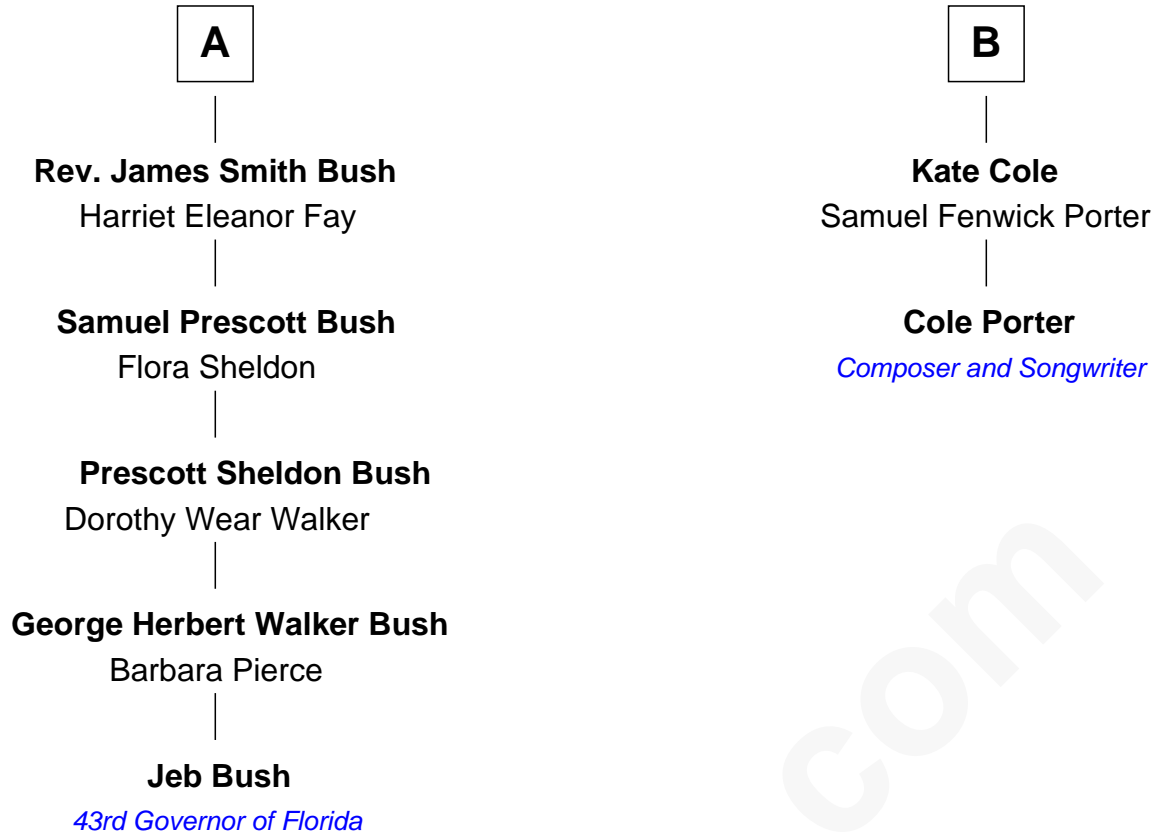 A
Rev. James Smith Bush
Harriet Eleanor Fay
Samuel Prescott Bush
Flora Sheldon
Prescott Sheldon Bush
Dorothy Wear Walker
George Herbert Walker Bush
Barbara Pierce
Jeb Bush
43rd Governor of Florida
B
Kate Cole
Samuel Fenwick Porter
Cole Porter
Composer and Songwriter
com